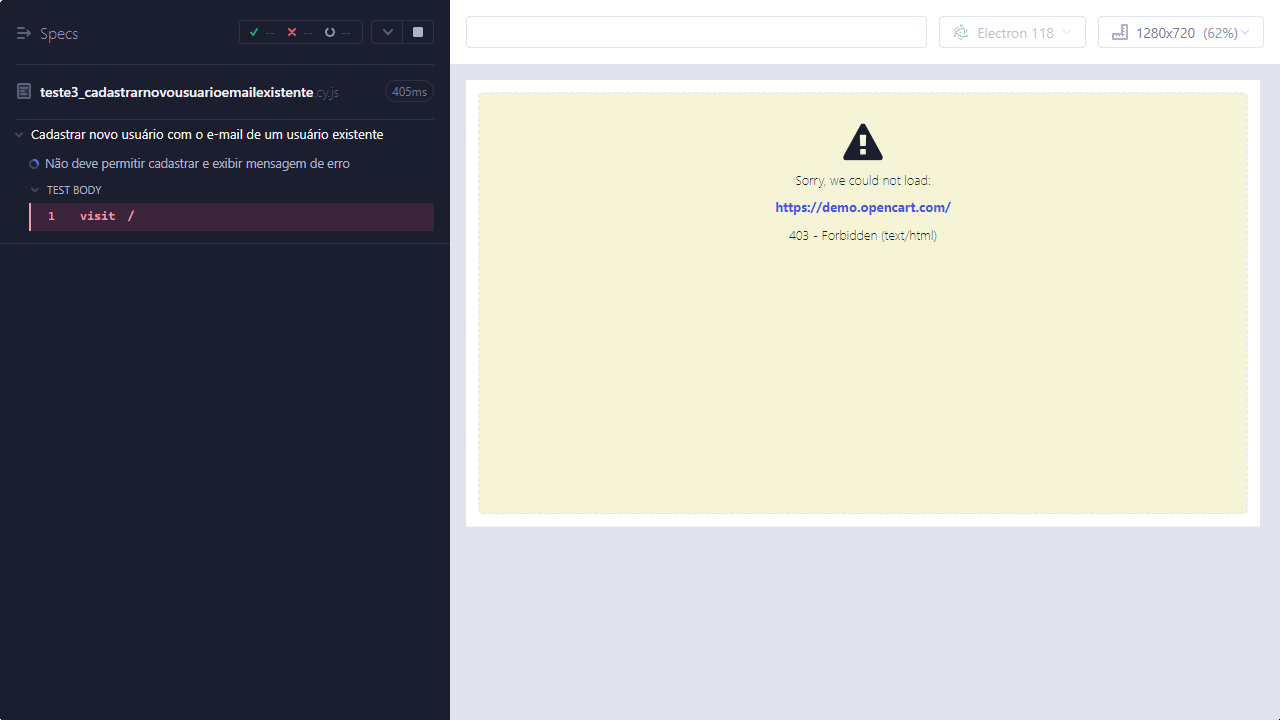 Specs
-- -- --
Electron 118
1280x720 (62%)
teste3_cadastrarnovousuarioemailexistente.cy.js
405ms
Cadastrar novo usuário com o e-mail de um usuário existente
Não deve permitir cadastrar e exibir mensagem de erro
TEST BODY
1 visit /
Sorry, we could not load:
https://demo.opencart.com/
403 - Forbidden (text/html)